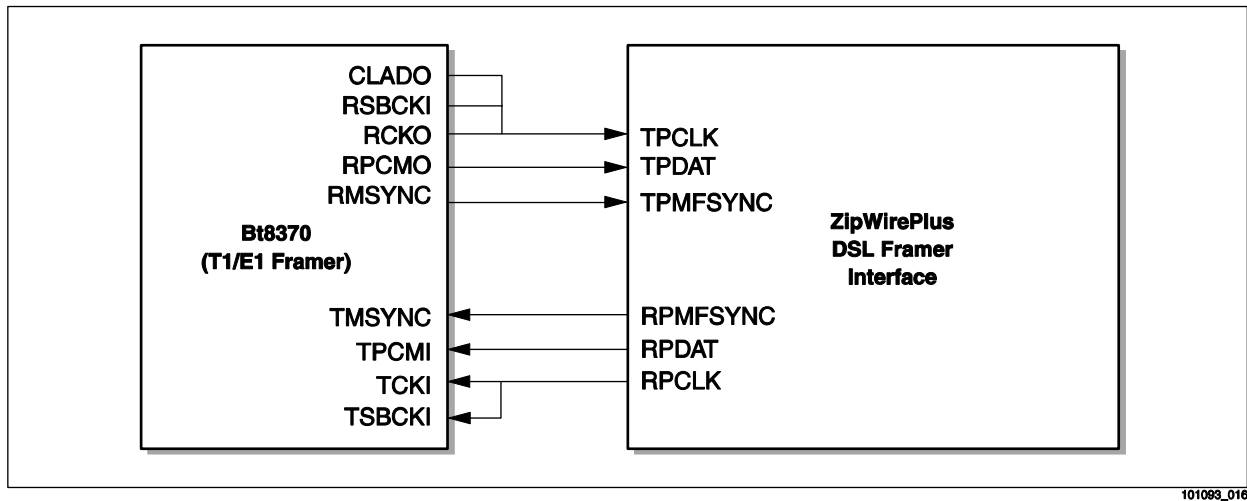 CLADO
RSBCKI
RCKO
RPCMO
RMSYNC
Bt8370
(T1/E1 Framer)
TMSYNC
TPCMI
TCKI
TSBCKI
TPCLK
TPDAT
TPMFSYNC
ZipWirePlus
DSL Framer
Interface
RPMFSYNC
RPDAT
RPCLK
101093_016